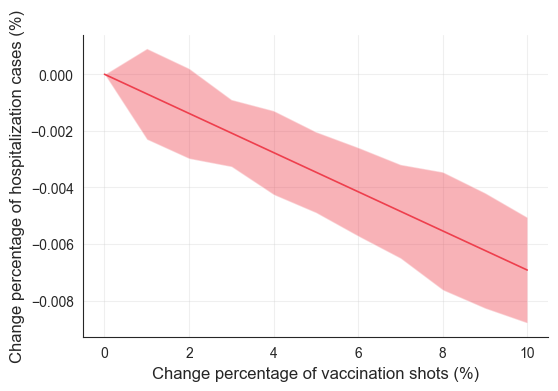 Change percentage of hospitalization cases (%)
0.000
−0.002
−0.004
−0.006
−0.008
0 2 4 6 8 10
Change percentage of vaccination shots (%)